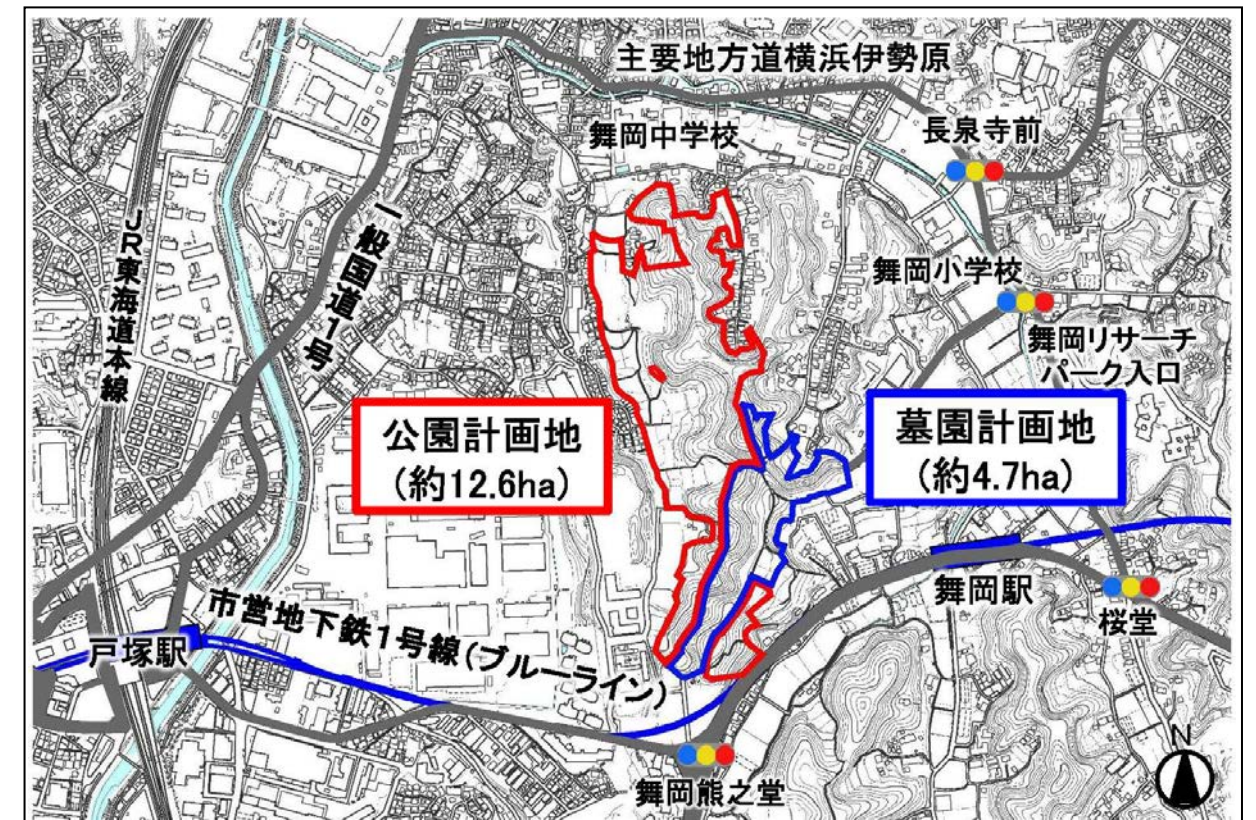 主要地方道横浜伊勢原
舞岡中学校
長泉寺前
JR東海道本線
一般国道1号
舞岡小学校
舞岡リサーチ
パーク入口
公園計画地
(約12.6ha)
墓園計画地
(約4.7ha)
舞岡駅
桜堂
市営地下鉄1号線(ブルーライン)
戸塚駅
舞岡熊之堂
N